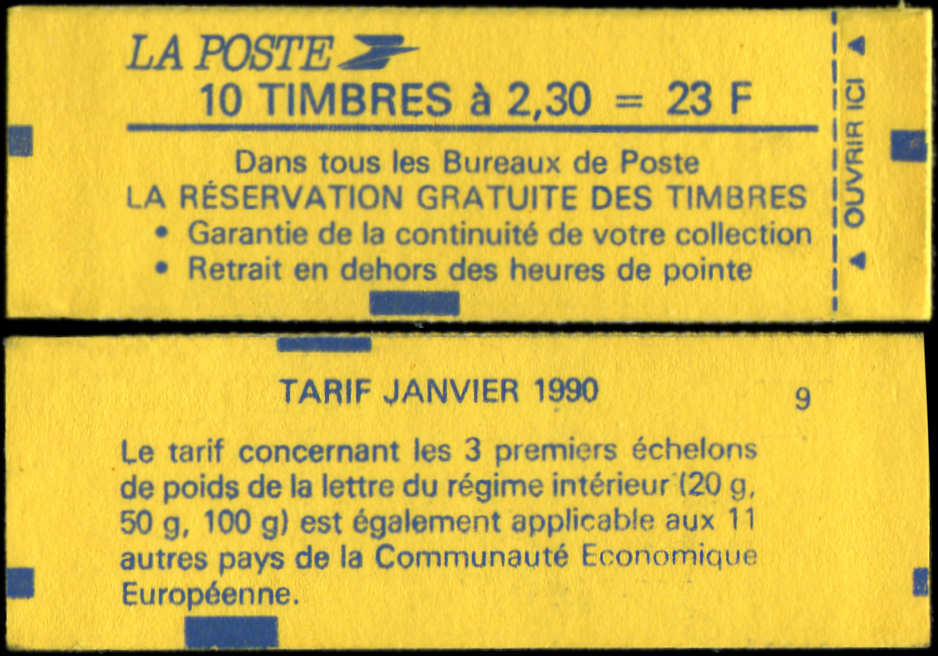 LA POSTE
10 TIMBRES à 2,30 = 23 F
Dans tous les Bureaux de Poste
LA RÉSERVATION GRATUITE DES TIMBRES
• Garantie de la continuité de votre collection
• Retrait en dehors des heures de pointe
OUVRIR ICI
TARIF JANVIER 1990
9
Le tarif concernant les 3 premiers échelons
de poids de la lettre du régime intérieur (20 g,
50 g, 100 g) est également applicable aux 11
autres pays de la Communauté Economique
Européenne.